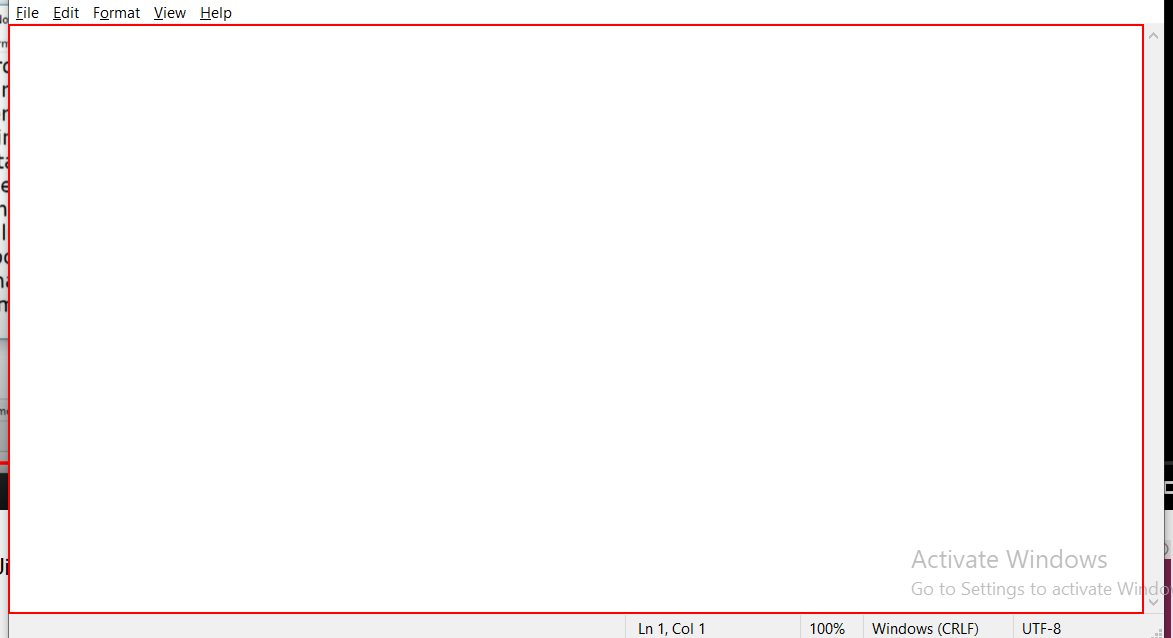 File Edit Format View Help
Activate Windows
Go to Settings to activate Windo
Ln 1, Col 1 100% Windows (CRLF) UTF-8